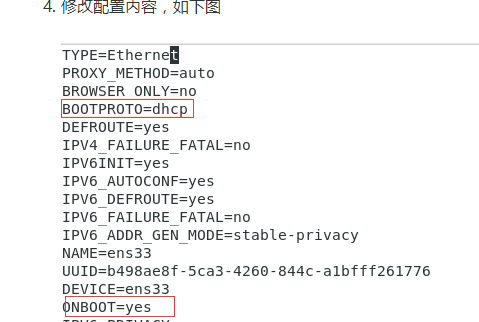 4. 修改配置内容，如下图
TYPE=Ethernet
PROXY_METHOD=auto
BROWSER_ONLY=no
BOOTPROTO=dhcp
DEFROUTE=yes
IPV4_FAILURE_FATAL=no
IPV6INIT=yes
IPV6_AUTOCONF=yes
IPV6_DEFROUTE=yes
IPV6_FAILURE_FATAL=no
IPV6_ADDR_GEN_MODE=stable-privacy
NAME=ens33
UUID=b498ae8f-5ca3-4260-844c-a1bfff261776
DEVICE=ens33
ONBOOT=yes
IPV6_PRIVACY